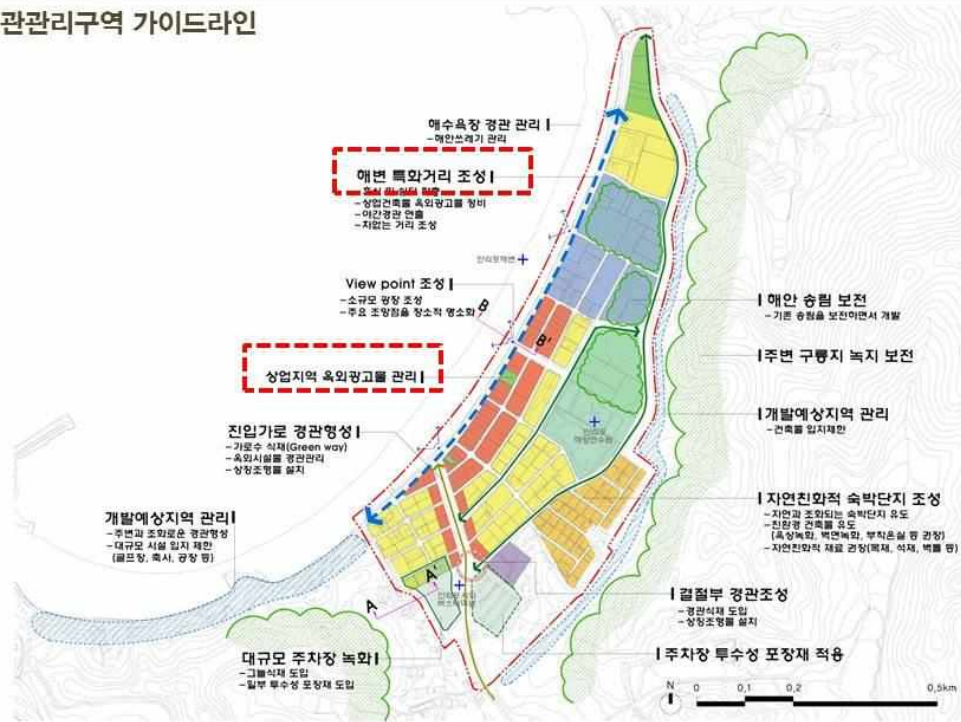 관관리구역 가이드라인
해수욕장 경관 관리
-해안쓰레기 관리
해변 특화거리 조성
-상업건축물 옥외광고물 정비
-야간경관 연출
-차없는 거리 조성
만리포해변
View point 조성
-소규모 광장 조성
-주요 조망점을 장소적 명소화
B
B'
상업지역 옥외광고물 관리
진입가로 경관형성
-가로수 식재(Green way)
-옥외시설물 경관관리
-상징조형물 설치
개발예상지역 관리
-주변과 조화로운 경관형성
-대규모 시설 입지 제한
(골프장, 축사, 공장 등)
A
A'
대규모 주차장 녹화
-그늘식재 도입
-일부 투수성 포장재 도입
해안 송림 보전
-기존 송림을 보전하면서 개발
주변 구릉지 녹지 보전
개발예상지역 관리
-건축물 입지제한
자연친화적 숙박단지 조성
-자연과 조화되는 숙박단지 유도
-친환경 건축물 유도
(옥상녹화, 벽면녹화, 부착온실 등 권장)
-자연친화적 재료 권장(목재, 석재, 벽돌 등)
결절부 경관조성
-경관식재 도입
-상징조형물 설치
주차장 투수성 포장재 적용
N
0 0,1 0,2 0,5km